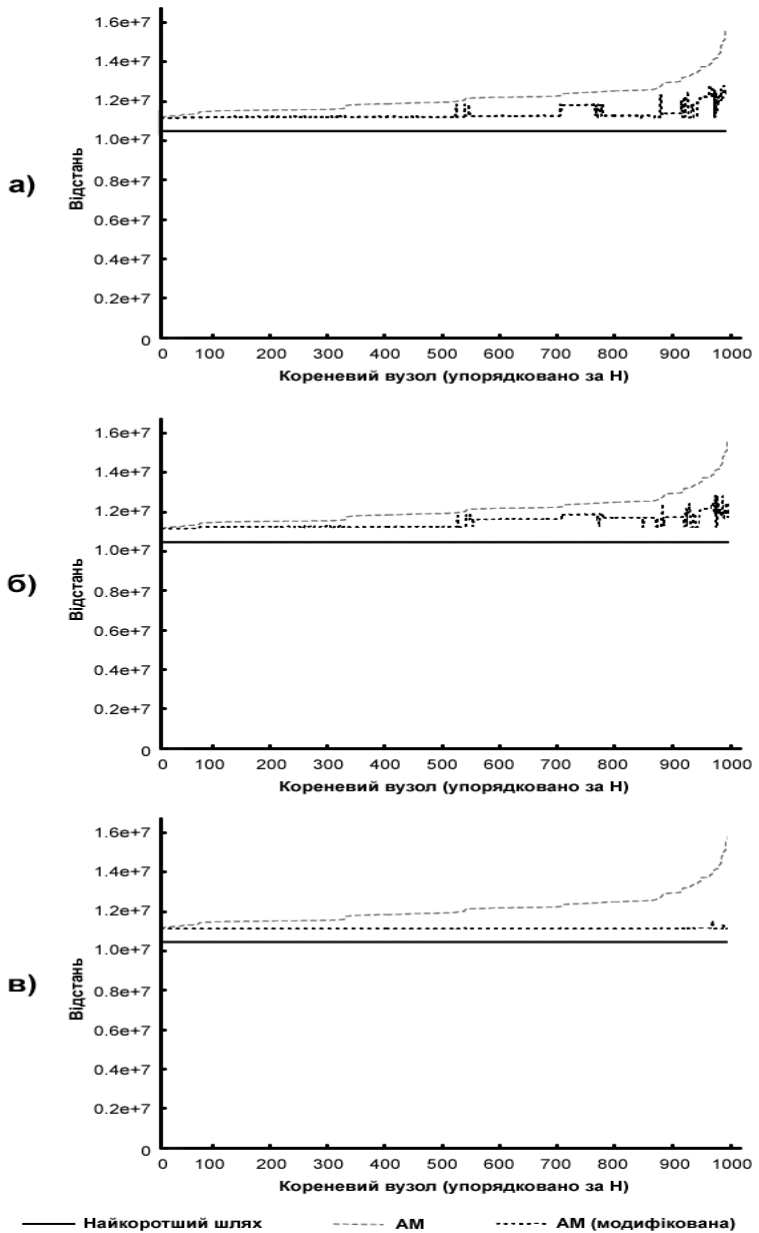 1.6e+7
1.4e+7
1.2e+7
1.0e+7
0.8e+7
0.6e+7
0.4e+7
0.2e+7
0
Відстань
а)
0 100 200 300 400 500 600 700 800 900 1000
Кореневий вузол (упорядковано за Н)
1.6e+7
1.4e+7
1.2e+7
1.0e+7
0.8e+7
0.6e+7
0.4e+7
0.2e+7
0
Відстань
б)
0 100 200 300 400 500 600 700 800 900 1000
Кореневий вузол (упорядковано за Н)
1.6e+7
1.4e+7
1.2e+7
1.0e+7
0.8e+7
0.6e+7
0.4e+7
0.2e+7
0
Відстань
в)
0 100 200 300 400 500 600 700 800 900 1000
Кореневий вузол (упорядковано за Н)
Найкоротший шлях АМ АМ (модифікована)